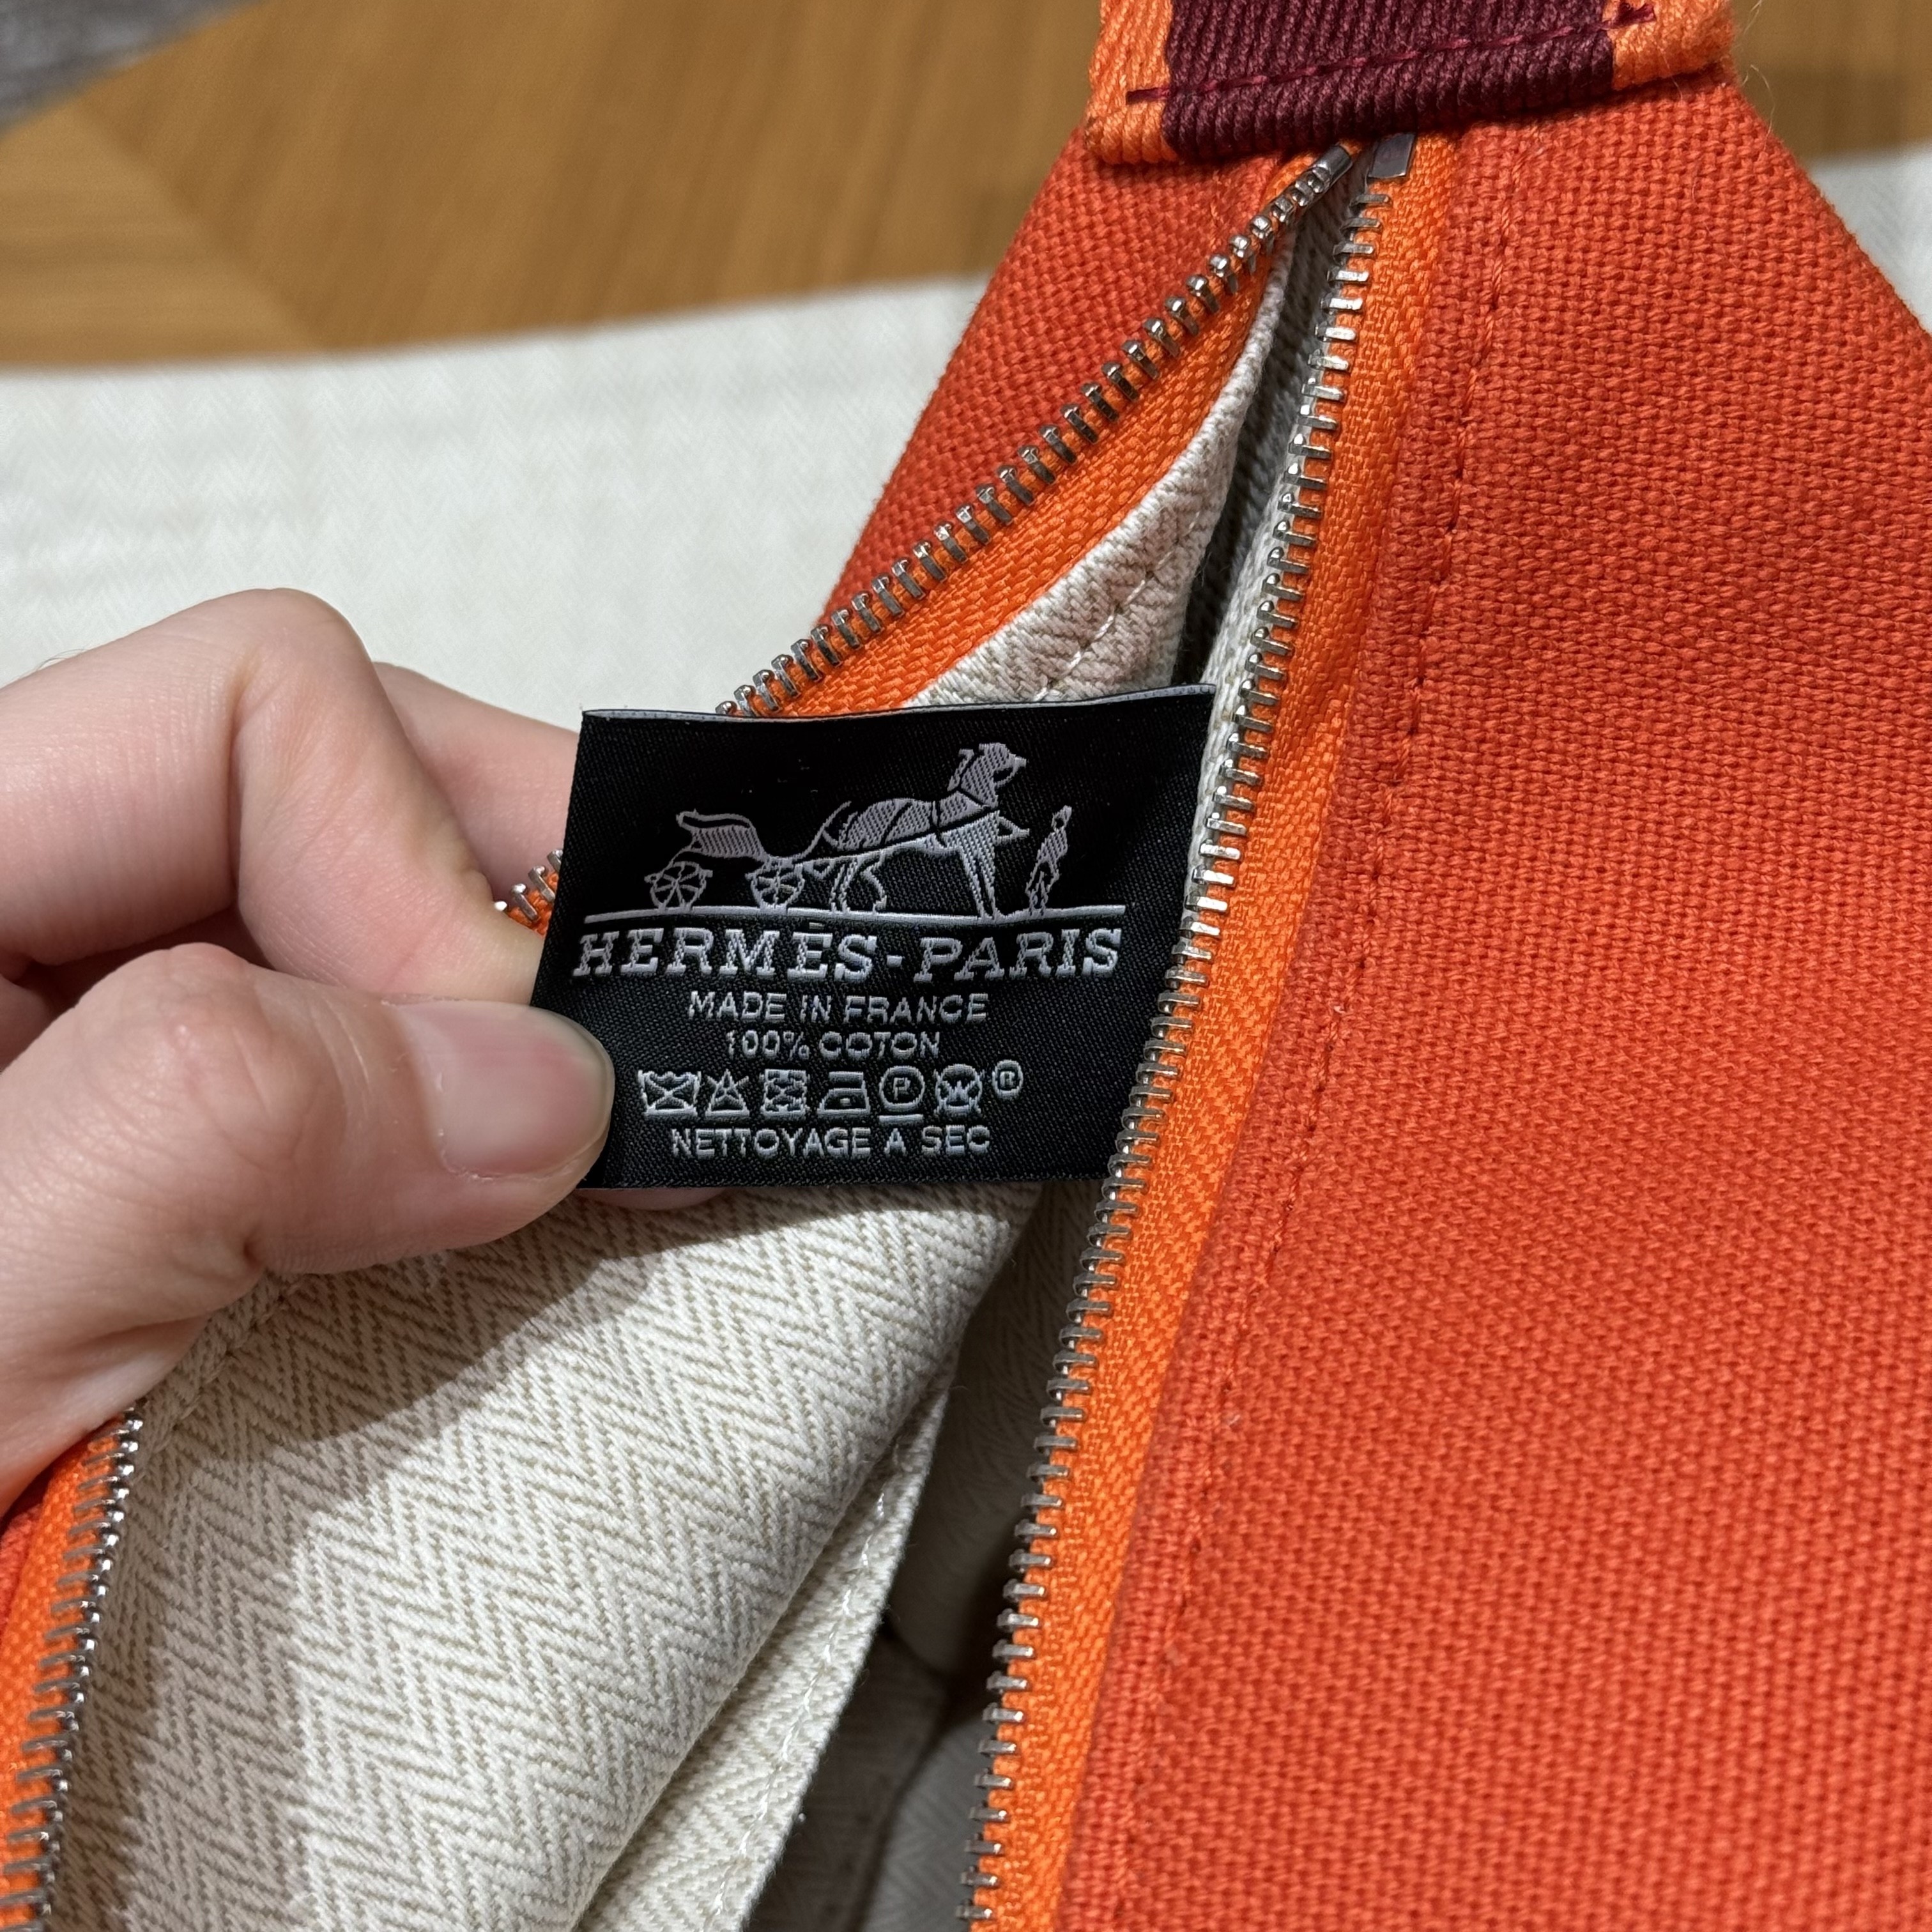 HERMÈS-PARIS
MADE IN FRANCE
100% COTON
P W ®
NETTOYAGE A SEC